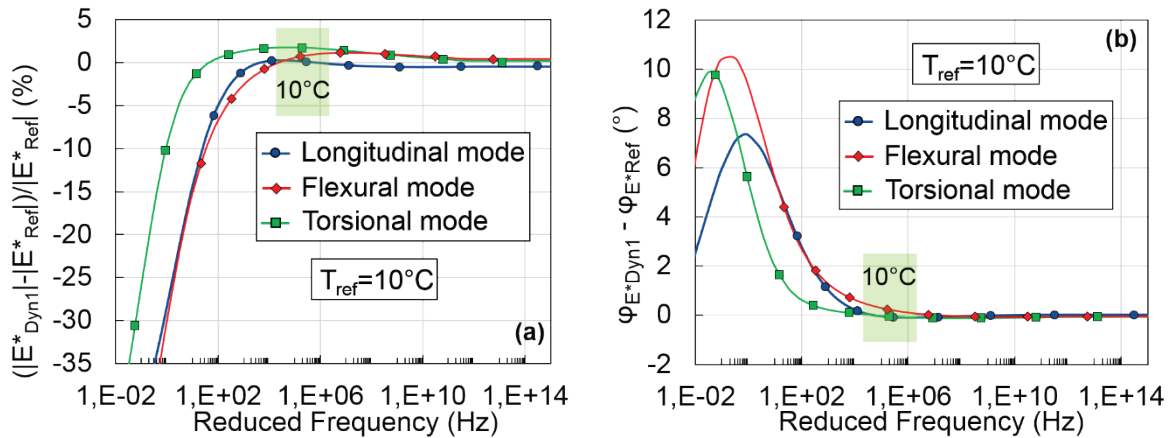 (|E*Dyn1|-|E*Ref|)/|E*Ref| (%)
5
0
-5
-10
-15
-20
-25
-30
-35
10°C
Longitudinal mode
Flexural mode
Torsional mode
Tref=10°C
(a)
1,E-02 1,E+02 1,E+06 1,E+10 1,E+14
Reduced Frequency (Hz)
φE*Dyn1 - φE*Ref (°)
12
10
8
6
4
2
0
-2
(b)
Tref=10°C
Longitudinal mode
Flexural mode
Torsional mode
10°C
1,E-02 1,E+02 1,E+06 1,E+10 1,E+14
Reduced Frequency (Hz)